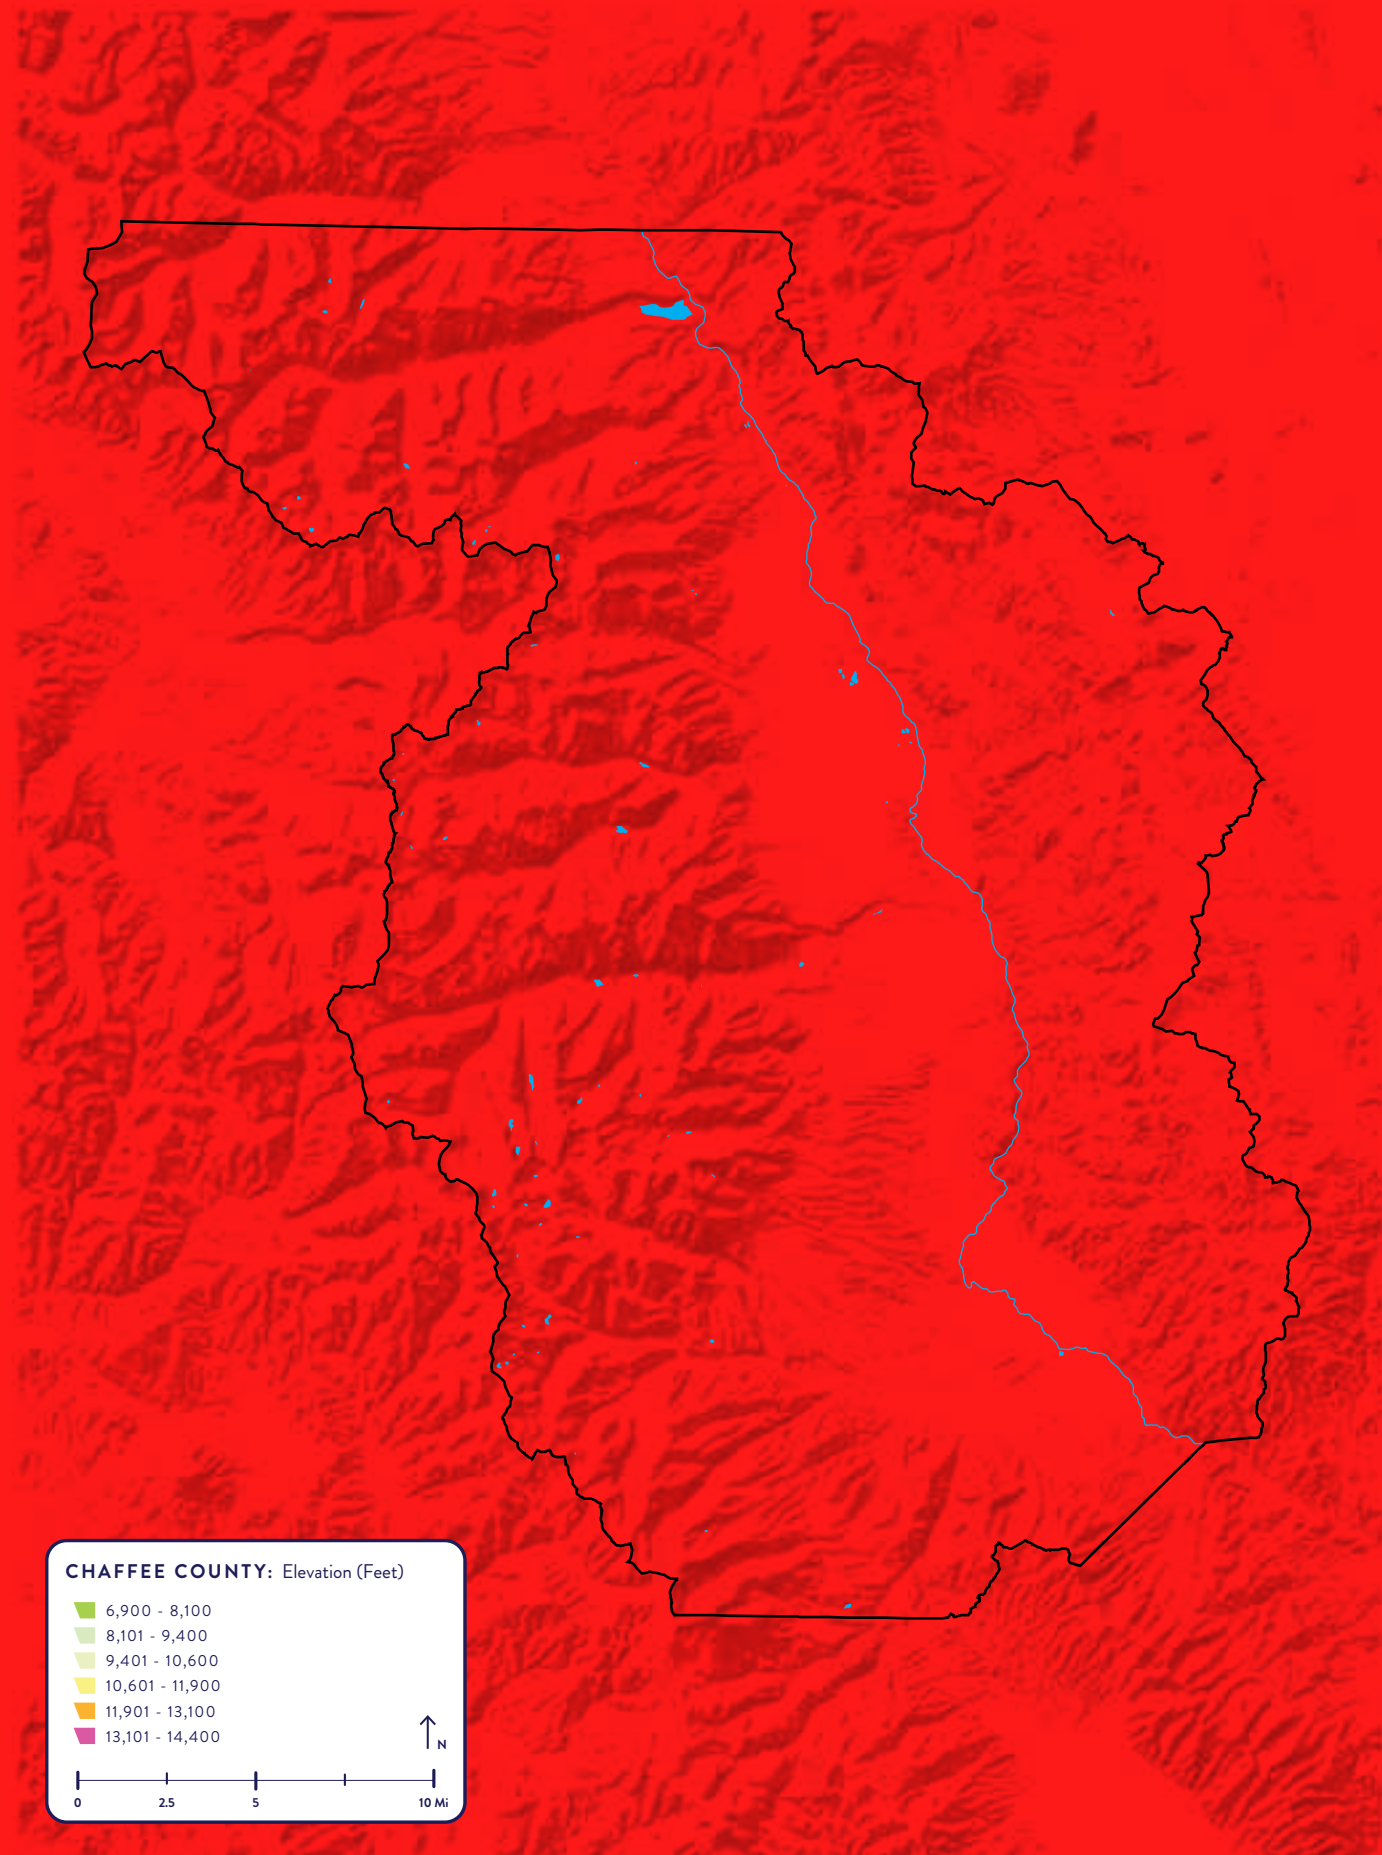 CHAFFEE COUNTY: Elevation (Feet)
6,900 - 8,100
8,101 - 9,400
9,401 - 10,600
10,601 - 11,900
11,901 - 13,100
13,101 - 14,400
N
0 2.5 5 10 Mi